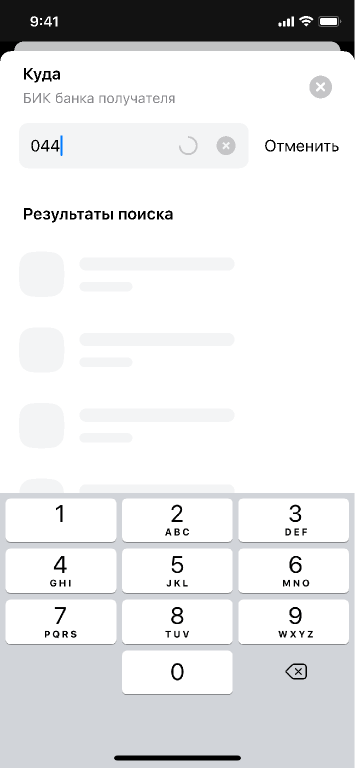 9:41
Куда
БИК банка получателя
044
Отменить
Результаты поиска
1
2
ABC
3
DEF
4
GHI
5
JKL
6
MNO
7
PQRS
8
TUV
9
WXYZ
0